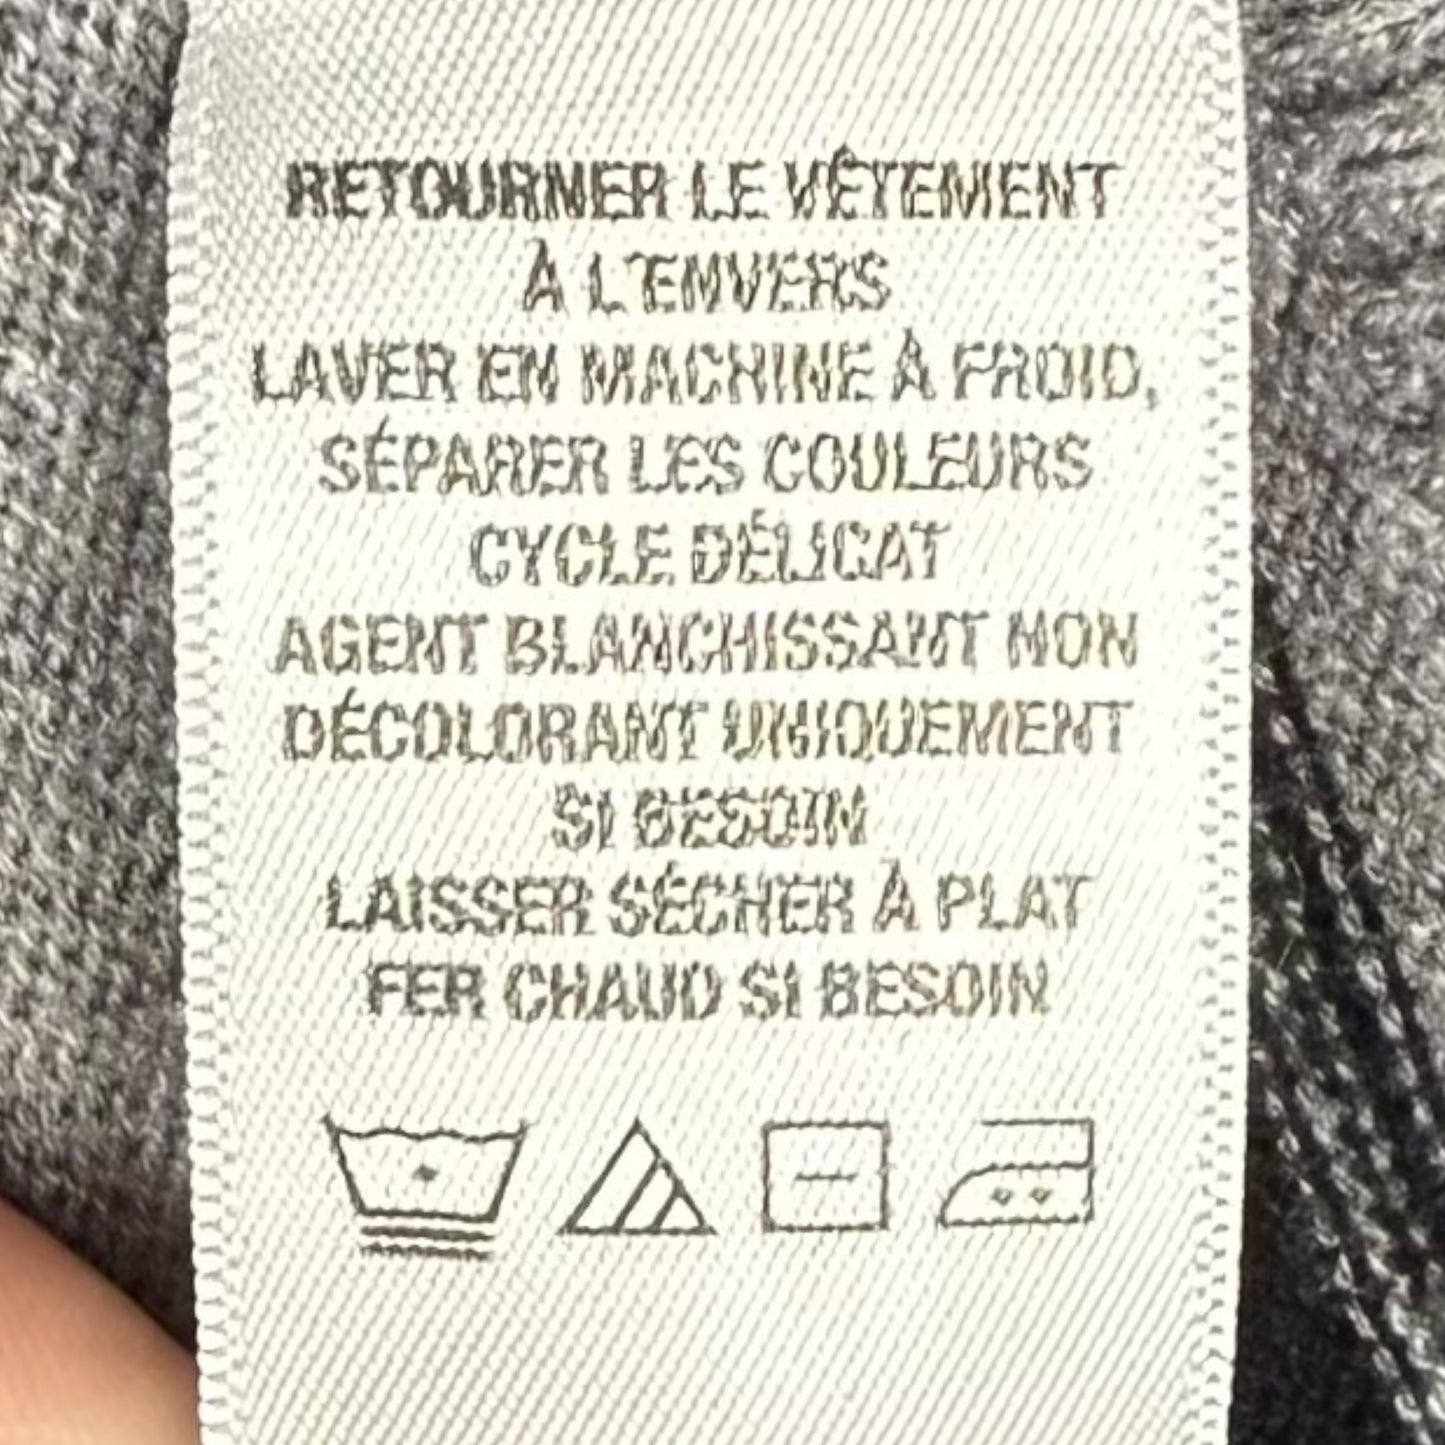 RETOURNER LE VÊTEMENT
À L'ENVERS
LAVER EN MACHINE À FROID,
SÉPARER LES COULEURS
CYCLE DÉLICAT
AGENT BLANCHISSANT NON
DÉCOLORANT UNIQUEMENT
SI BESOIN
LAISSER SÉCHER À PLAT
FER CHAUD SI BESOIN